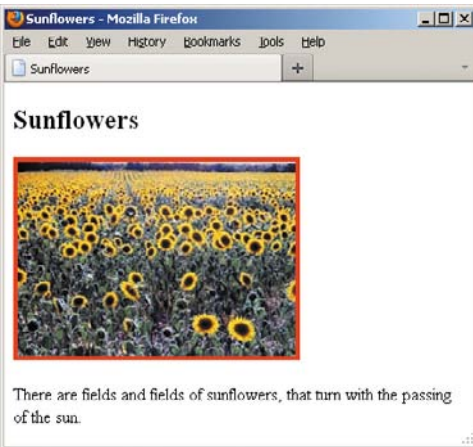 Sunflowers - Mozilla Firefox
File Edit View History Bookmarks Tools Help
Sunflowers
Sunflowers
There are fields and fields of sunflowers, that turn with the passing
of the sun.